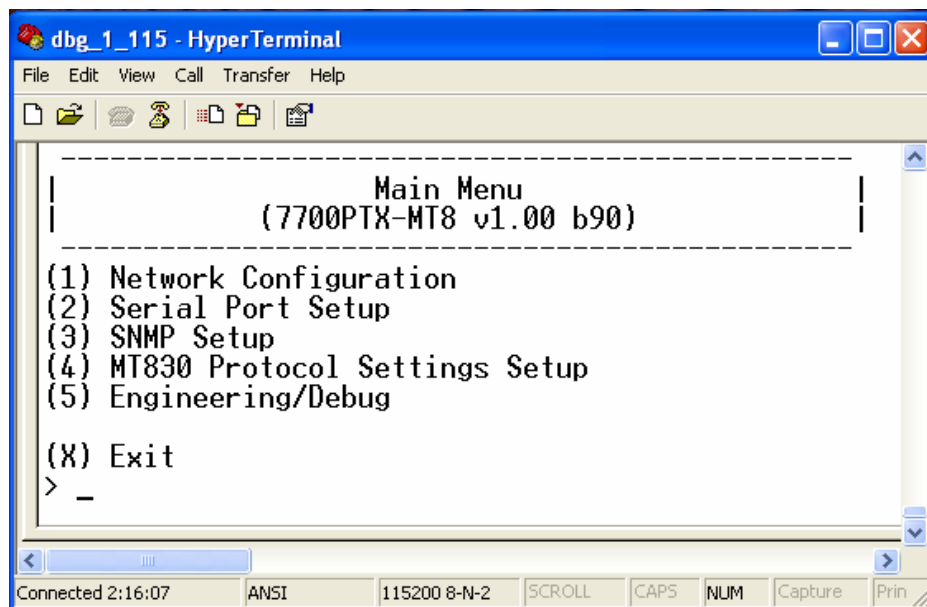 dbg_1_115 - HyperTerminal
File Edit View Call Transfer Help
Main Menu
(7700PTX-MT8 v1.00 b90)
(1) Network Configuration
(2) Serial Port Setup
(3) SNMP Setup
(4) MT830 Protocol Settings Setup
(5) Engineering/Debug
(X) Exit
> _
Connected 2:16:07 ANSI 115200 8-N-2 SCROLL CAPS NUM Capture Prin